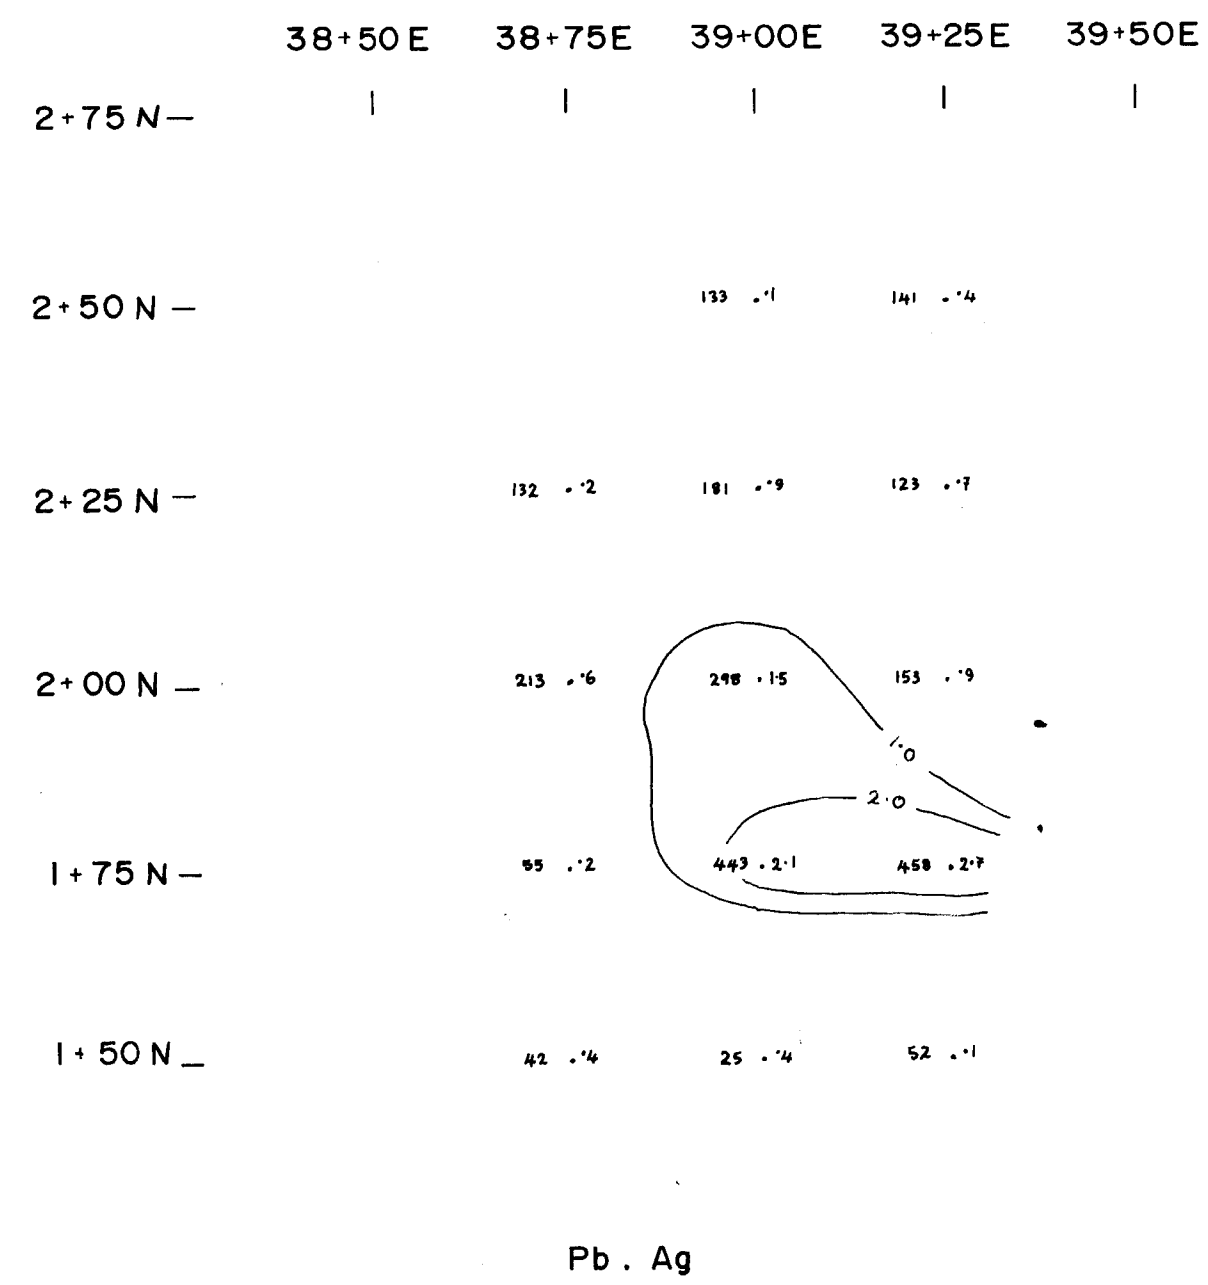 38+50E 38+75E 39+00E 39+25E 39+50E
2+75N
2+50N 133 . .1 141 . .4
2+25N 132 . .2 181 . .9 123 . .7
2+00N 213 . .6 298 . 1.5 153 . .9
1.0
2.0
1+75N 55 . .2 443 . 2.1 458 . 2.7
1+50N 42 . .4 25 . .4 52 . .1
Pb . Ag